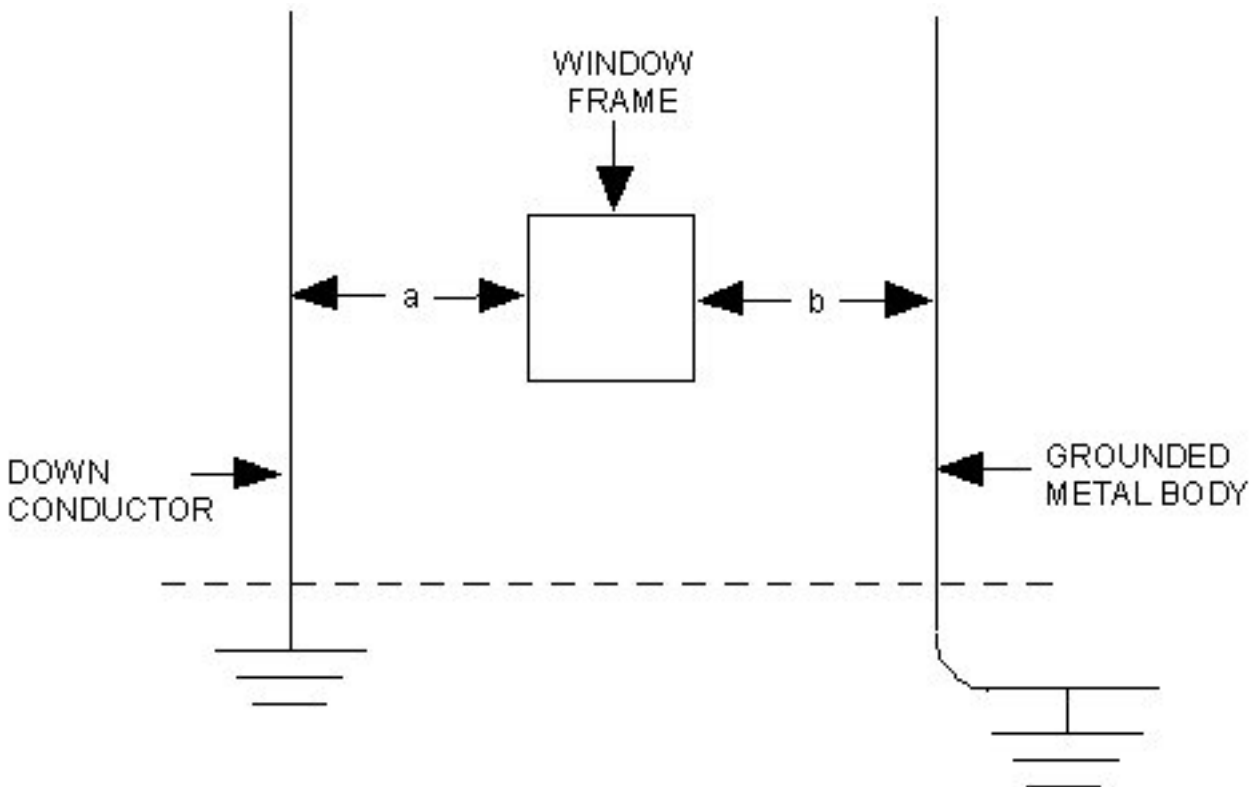 WINDOW
FRAME
a
b
DOWN
CONDUCTOR
GROUNDED
METAL BODY